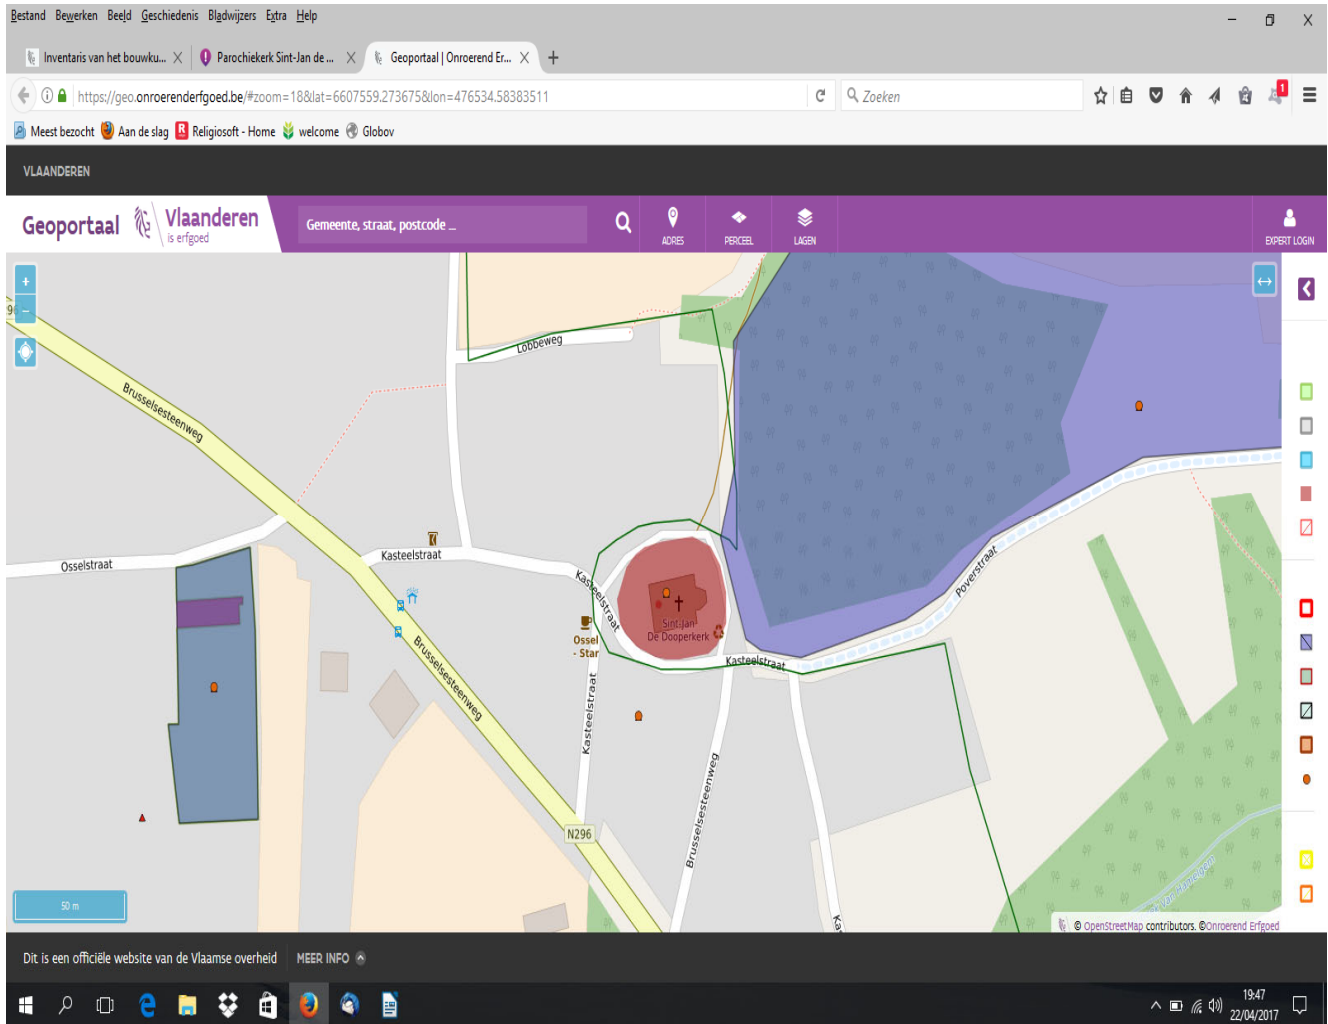 Bestand Bewerken Beeld Geschiedenis Bladwijzers Extra Help
Inventaris van het bouwku...
Parochiekerk Sint-Jan de ...
Geoportaal | Onroerend Er...
https://geo.onroerenderfgoed.be/#zoom=18&lat=6607559.273675&lon=476534.58383511
Zoeken
1
Meest bezocht Aan de slag Religiosoft - Home welcome Globov
VLAANDEREN
Geoportaal
Vlaanderen
is erfgoed
Gemeente, straat, postcode ...
ADRES
PERCEEL
LAGEN
EXPERT LOGIN
+
−
96
Lobbeweg
Brusselsesteenweg
Osselstraat
Kasteelstraat
Kasteelstraat
Poverstraat
Sint-Jan
De Dooperkerk
Ossel
- Star
Kasteelstraat
Brusselsesteenweg
Kasteelstraat
Brusselsesteenweg
N296
Kas
50 m
© OpenStreetMap contributors. ©Onroerend Erfgoed
Dit is een officiële website van de Vlaamse overheid
MEER INFO
19:47
22/04/2017